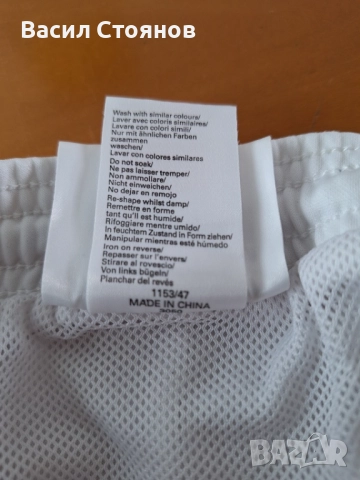 Васил Стоянов
Wash with similar colours/
Laver avec coloris similaires/
Lavare con colori simili/
Nur mit ähnlichen Farben
zusammen
waschen/
Lavar con colores similares
Do not soak/
Ne pas laisser tremper/
Non ammollare/
Nicht einweichen/
No dejar en remojo
Re-shape whilst damp/
Remettre en forme
tant qu'il est humide/
Rifoggiare mentre umido/
In feuchtem Zustand in Form ziehen/
Manipular mientras esté húmedo
Iron on reverse/
Repasser sur l'envers/
Stirare al rovescio/
Von links bügeln/
Planchar del revés
1153/47
MADE IN CHINA
bazar.bg